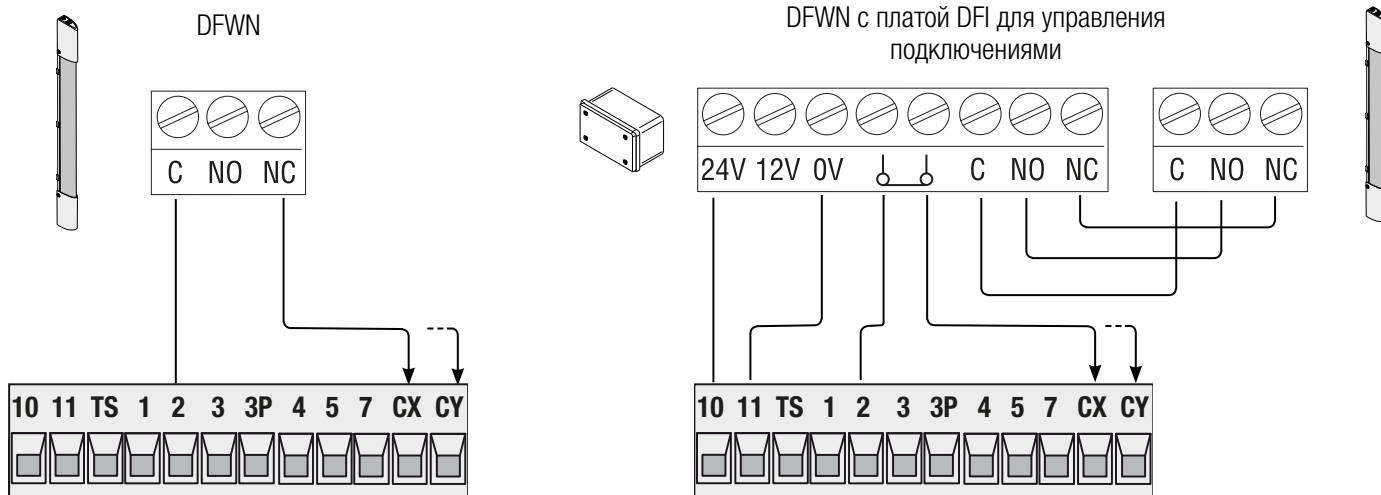 DFWN
C NO NC
10 11 TS 1 2 3 3P 4 5 7 CX CY
DFWN с платой DFI для управления
подключениями
24V 12V 0V C NO NC
C NO NC
10 11 TS 1 2 3 3P 4 5 7 CX CY